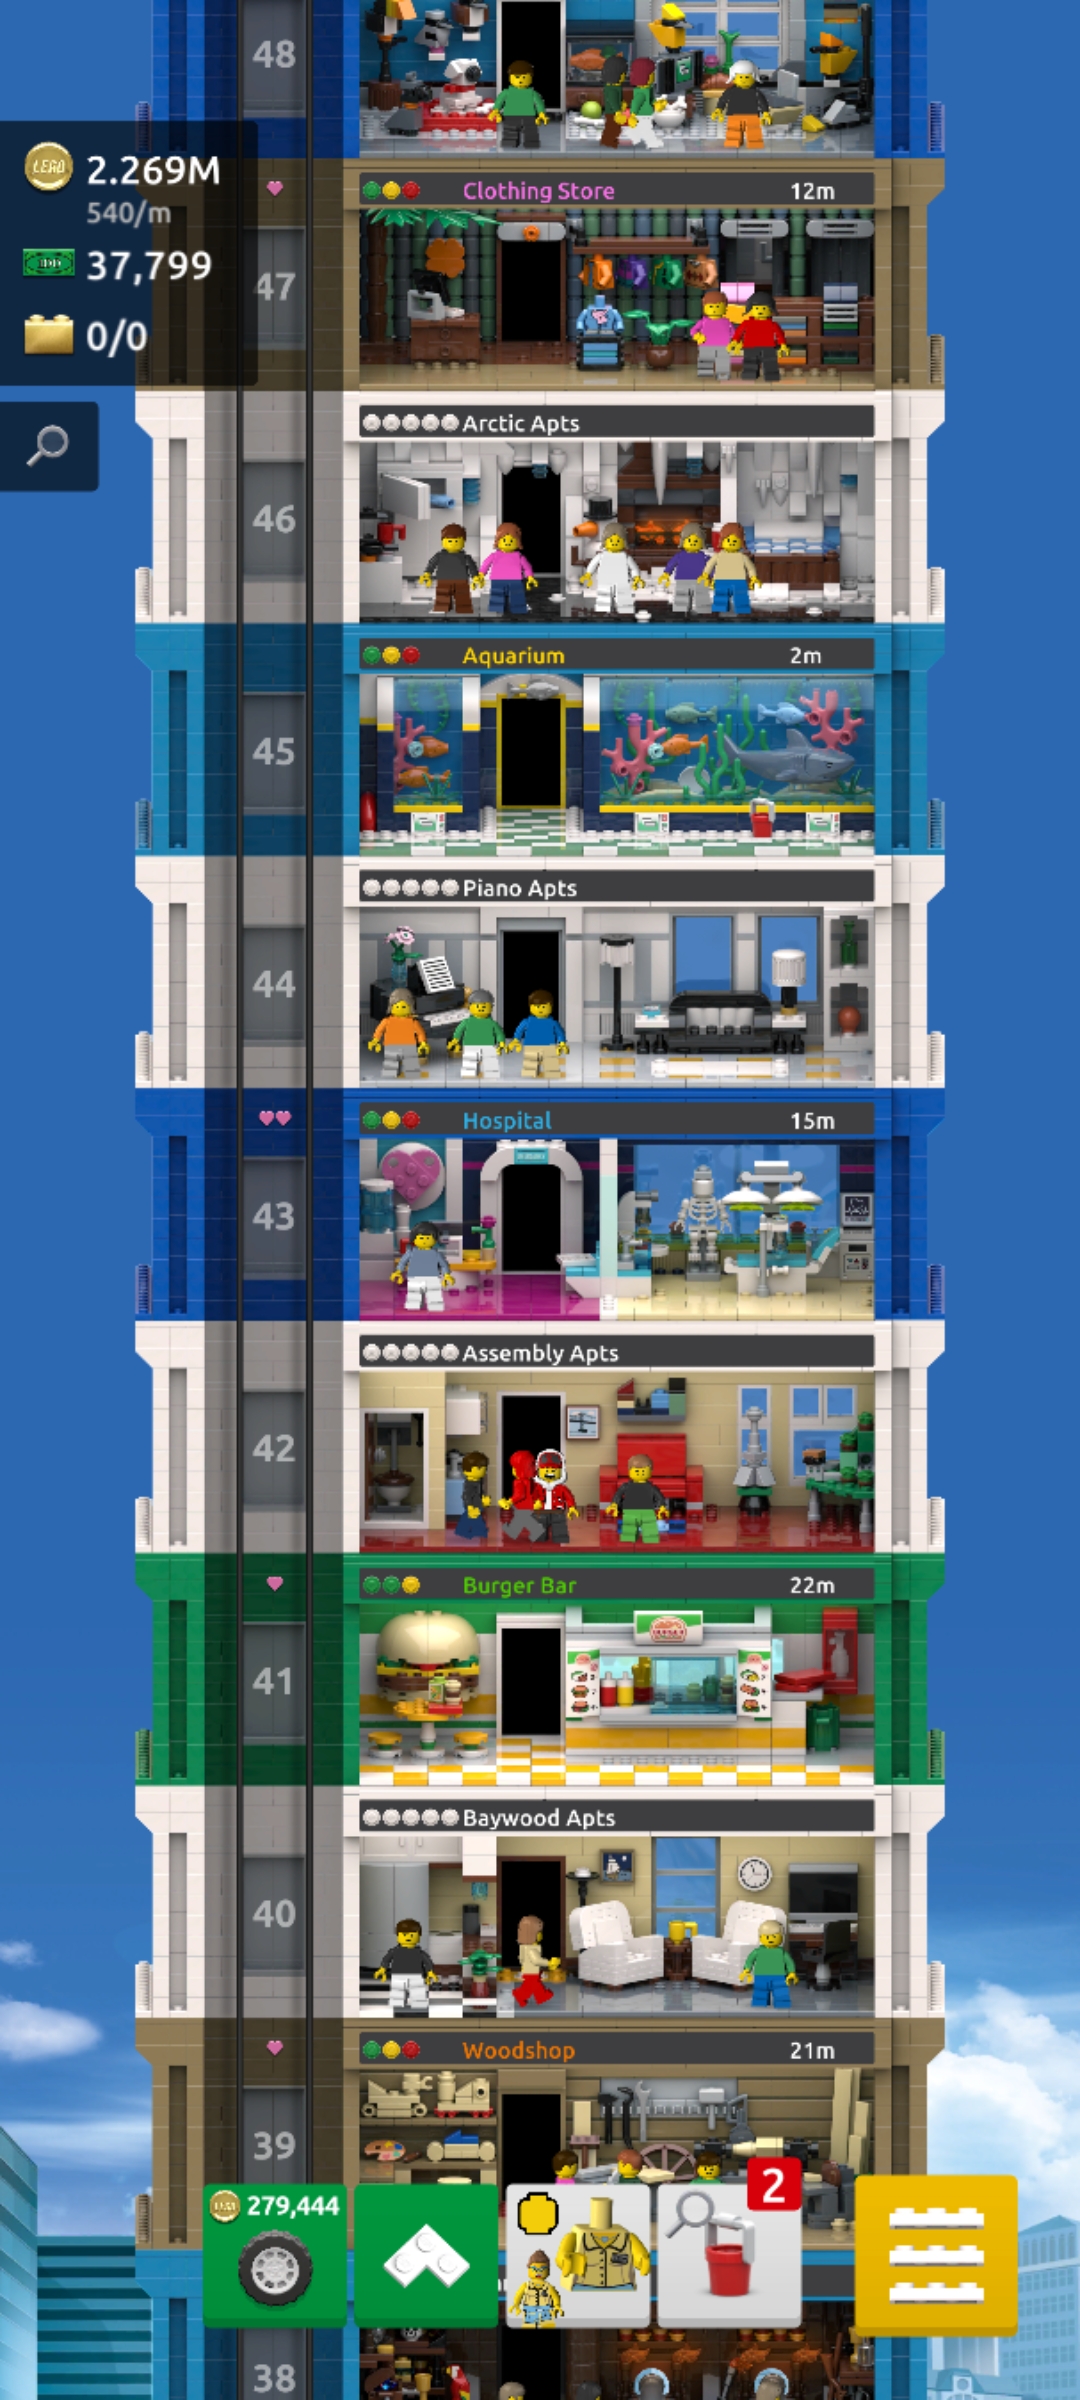 48
LEGO 2.269M
540/m
37,799
0/0
Clothing Store 12m
47
Arctic Apts
46
Aquarium 2m
45
Piano Apts
44
Hospital 15m
43
Assembly Apts
42
Burger Bar 22m
41
Baywood Apts
40
Woodshop 21m
39
2
279,444
38